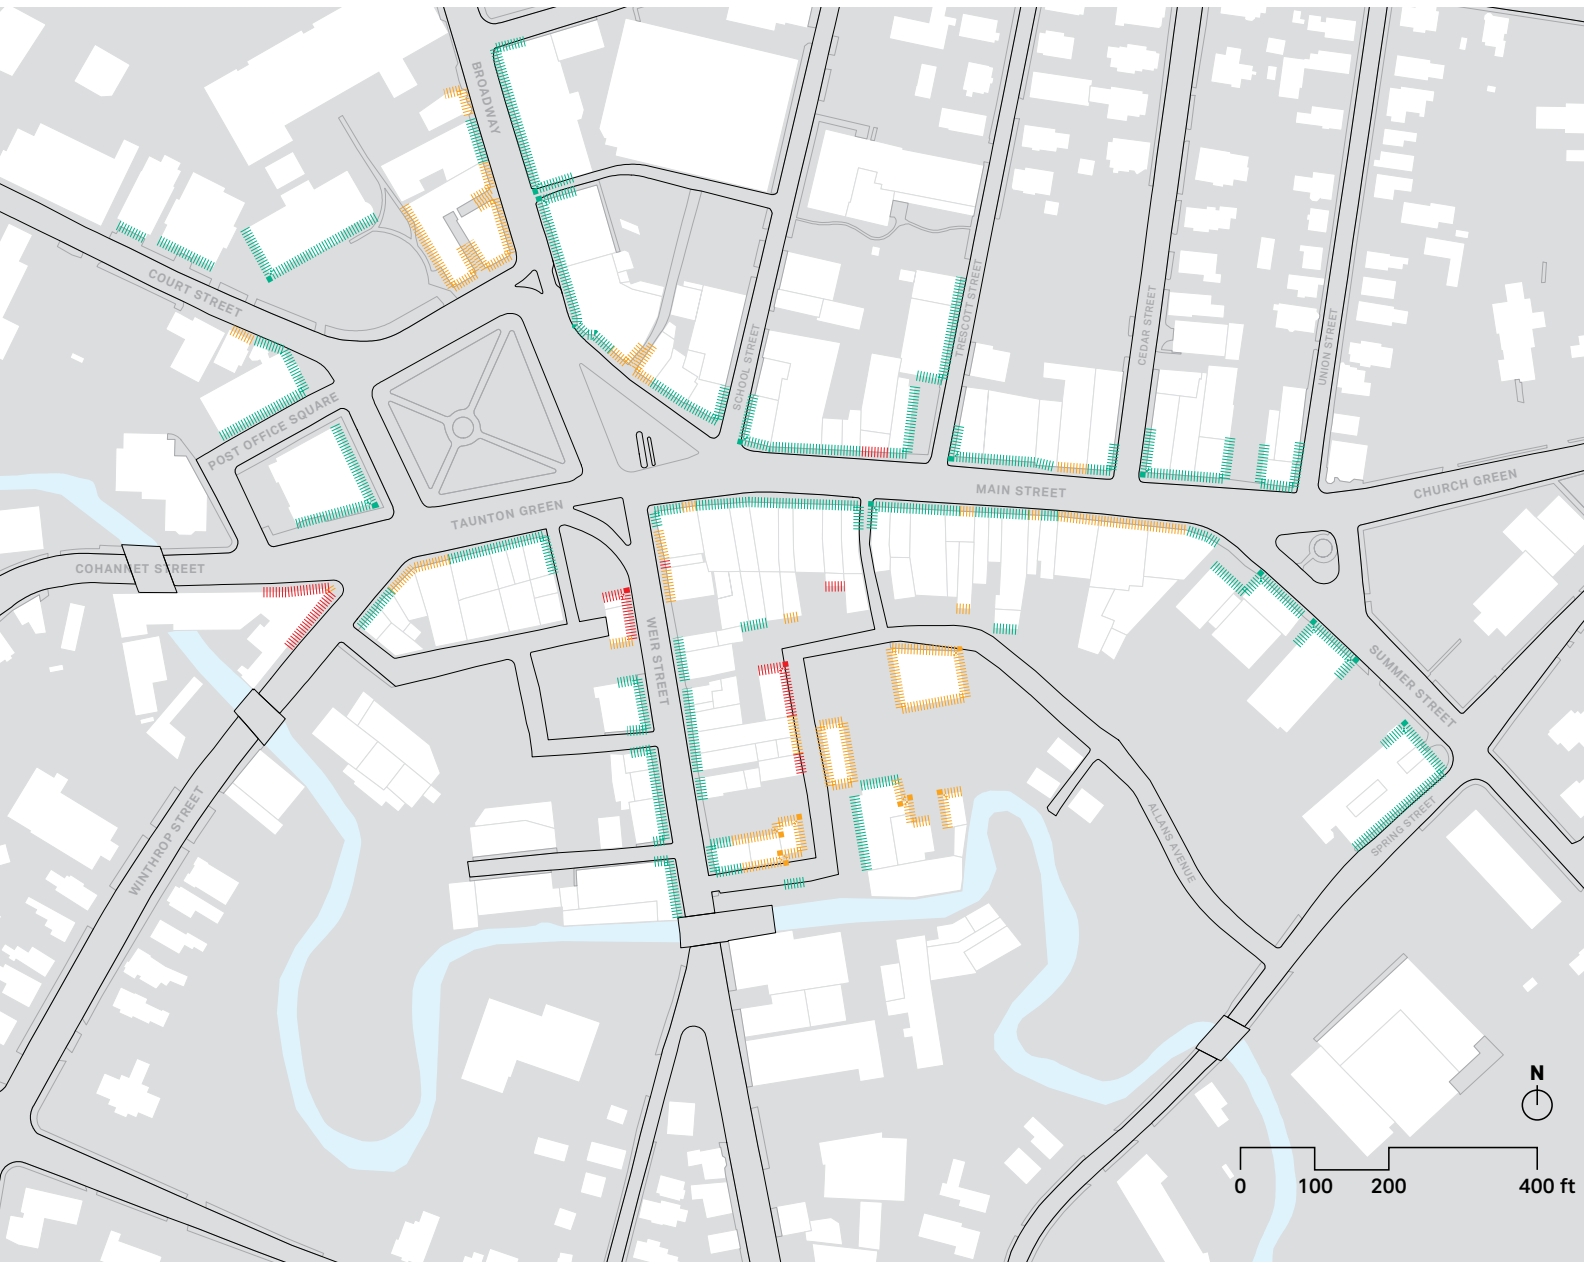 BROADWAY
COURT STREET
TRESCOTT STREET
CEDAR STREET
UNION STREET
SCHOOL STREET
POST OFFICE SQUARE
MAIN STREET
CHURCH GREEN
TAUNTON GREEN
COHANNET STREET
WEIR STREET
SUMMER STREET
WINTHROP STREET
ALLANS AVENUE
SPRING STREET
N
0 100 200 400 ft